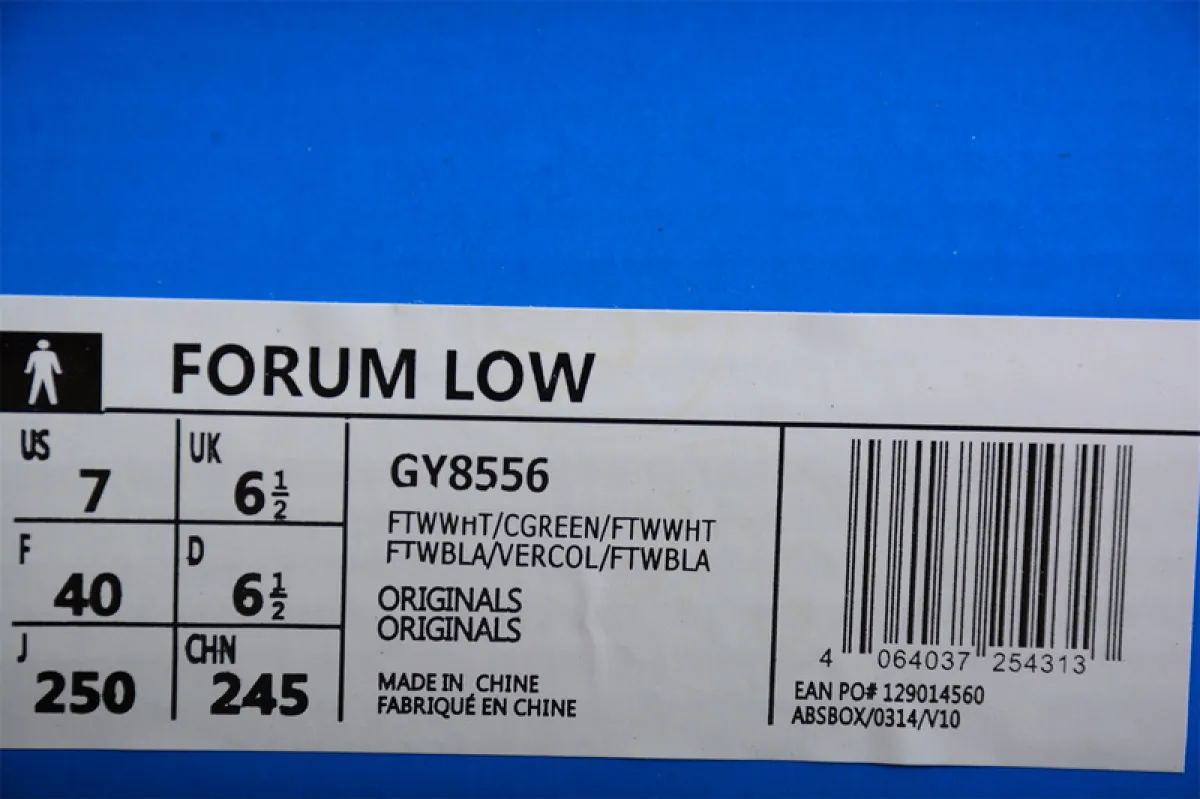 FORUM LOW
US 7
UK 6 1/2
F 40
D 6 1/2
J 250
CHN 245
GY8556
FTWWHT/CGREEN/FTWWHT
FTWBLA/VERCOL/FTWBLA
ORIGINALS
ORIGINALS
MADE IN CHINE
FABRIQUÉ EN CHINE
4 064037 254313
EAN PO# 129014560
ABSBOX/0314/V10